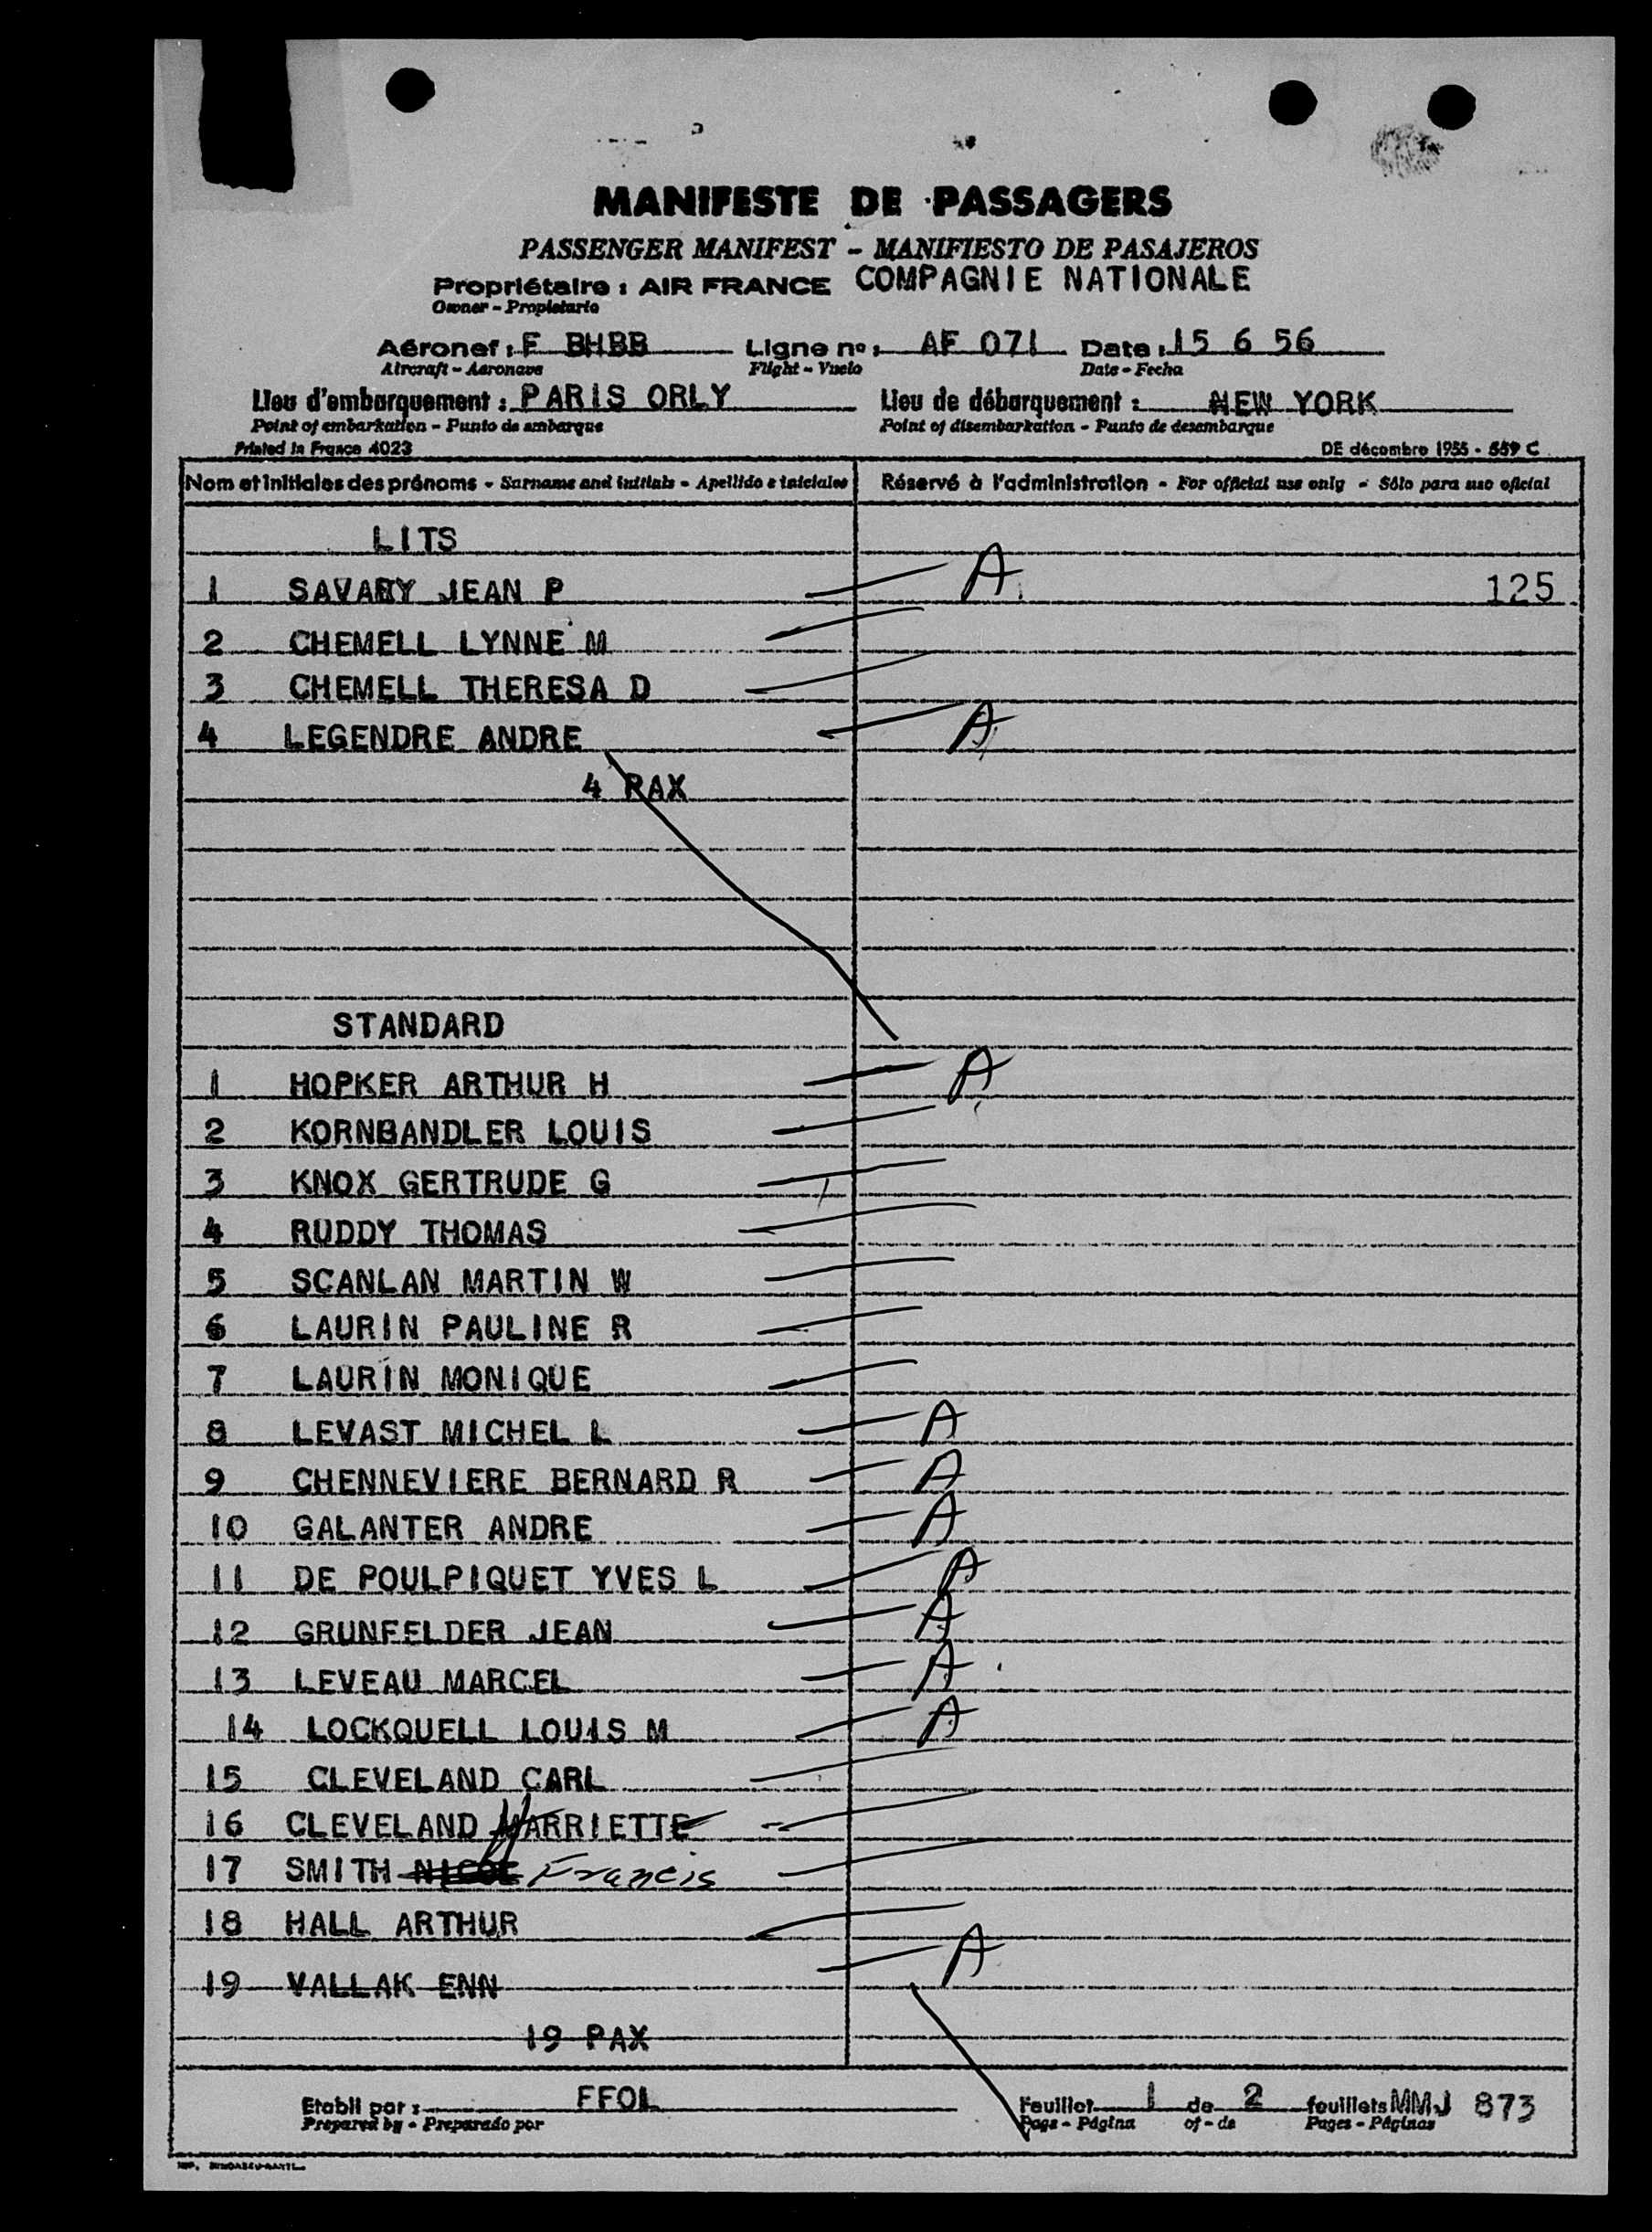 MANIFESTE DE PASSAGERS
PASSENGER MANIFEST - MANIFIESTO DE PASAJEROS
Propriétaire : AIR FRANCE COMPAGNIE NATIONALE
Owner - Propietario
Aéronef : F BHBB Ligne nº : AF 071 Date : 15 6 56
Aircraft - Aeronave Flight - Vuelo Date - Fecha
Lieu d'embarquement : PARIS ORLY Lieu de débarquement : NEW YORK
Point of embarkation - Punto de embarque Point of disembarkation - Punto de desembarque
Printed in France 4023 DE décembre 1955 - 559 C
Nom et initiales des prénoms - Surname and initials - Apellido e iniciales Réservé à l'administration - For official use only - Sólo para uso oficial
LITS
1 SAVARY JEAN P A 125
2 CHEMELL LYNNE M
3 CHEMELL THERESA D
4 LEGENDRE ANDRE A
4 PAX
STANDARD
1 HOPKER ARTHUR H A
2 KORNBANDLER LOUIS
3 KNOX GERTRUDE G
4 RUDDY THOMAS
5 SCANLAN MARTIN W
6 LAURIN PAULINE R
7 LAURIN MONIQUE
8 LEVAST MICHEL L A
9 CHENNEVIERE BERNARD R A
10 GALANTER ANDRE A
11 DE POULPIQUET YVES L A
12 GRUNFELDER JEAN A
13 LEVEAU MARCEL A
14 LOCKQUELL LOUIS M A
15 CLEVELAND CARL
16 CLEVELAND HARRIETTE
17 SMITH Francis
18 HALL ARTHUR
19 VALLAK ENN A
19 PAX
Etabli par : FFOL Feuillet 1 de 2 feuillets MMJ 873
Prepared by - Preparado por Page - Página of - de Pages - Páginas